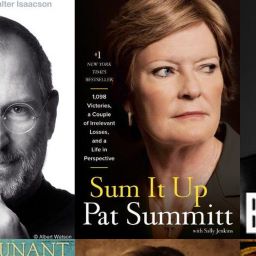 alter Isaacson
#1
NEW YORK
TIMES
BESTSELLER
1,098
Victories,
a Couple
of Irrelevant
Losses,
and a
Life in
Perspective
Sum It Up
Pat Summitt
with Sally Jenkins
© Albert Watson
UNANT